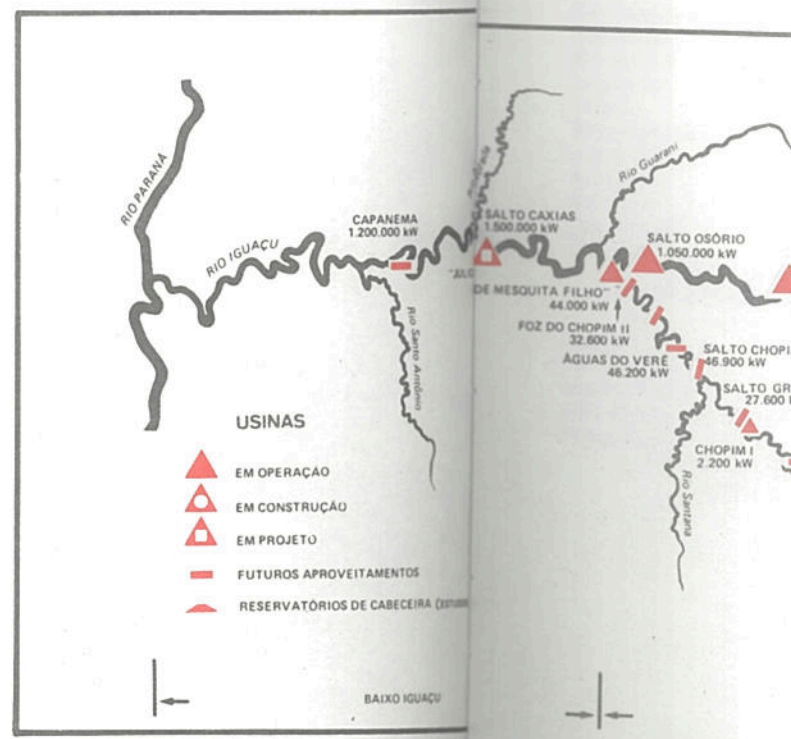 RIO PARANÁ
RIO IGUAÇU
CAPANEMA
1.200.000 kW
Rio Santo Antônio
SALTO CAXIAS
1.500.000 kW
Rio Guarani
SALTO OSÓRIO
1.050.000 kW
DE MESQUITA FILHO"
44.000 kW
FOZ DO CHOPIM II
32.600 kW
ÁGUAS DO VERÊ
46.200 kW
SALTO CHOPI
46.900 kW
SALTO GR
27.600
CHOPIM I
2.200 kW
Rio Santana
USINAS
EM OPERAÇÃO
EM CONSTRUÇÃO
EM PROJETO
FUTUROS APROVEITAMENTOS
RESERVATÓRIOS DE CABECEIRA
BAIXO IGUAÇU